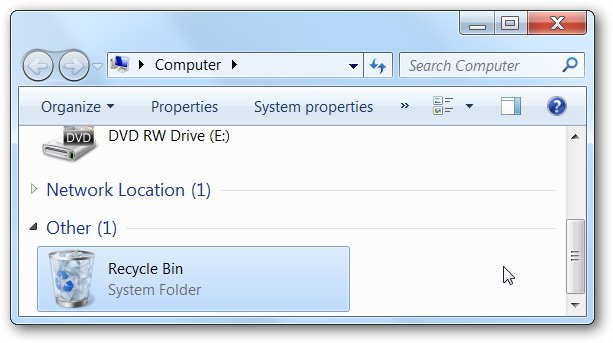 Computer
Search Computer
Organize Properties System properties »
DVD
DVD RW Drive (E:)
Network Location (1)
Other (1)
Recycle Bin
System Folder